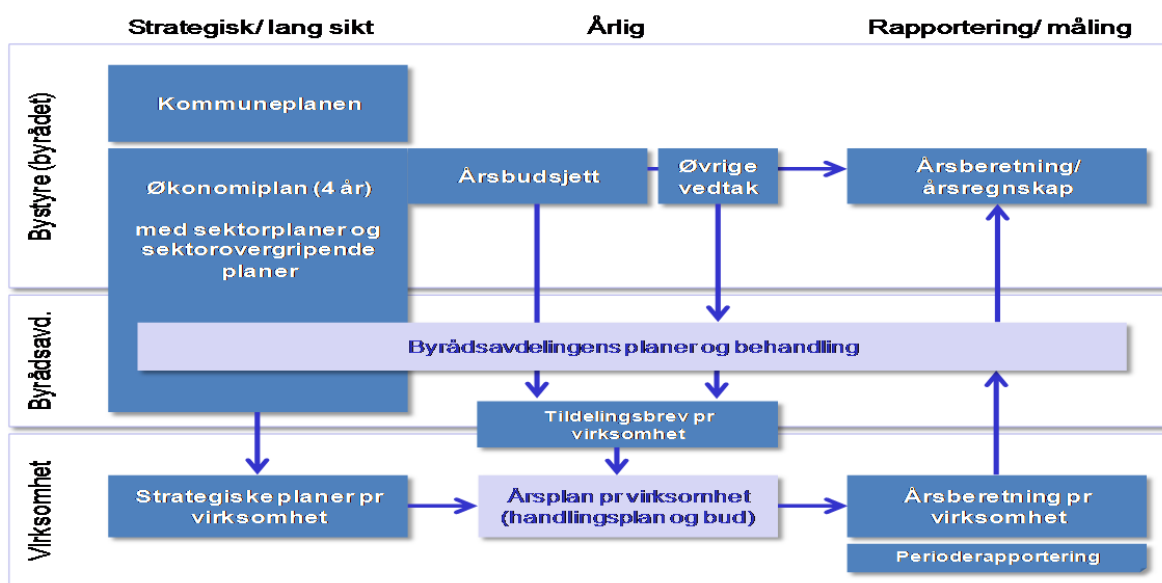 Strategisk/ lang sikt
Årlig
Rapportering/ måling
Bystyre (byrådet)
Kommuneplanen
Økonomiplan (4 år)
med sektorplaner og
sektorovergripende
planer
Årsbudsjett
Øvrige
vedtak
Årsberetning/
årsregnskap
Byrådsavd.
Byrådsavdelingens planer og behandling
Tildelingsbrev pr
virksomhet
Virksomhet
Strategiske planer pr
virksomhet
Årsplan pr virksomhet
(handlingsplan og bud)
Årsberetning pr
virksomhet
Perioderapportering